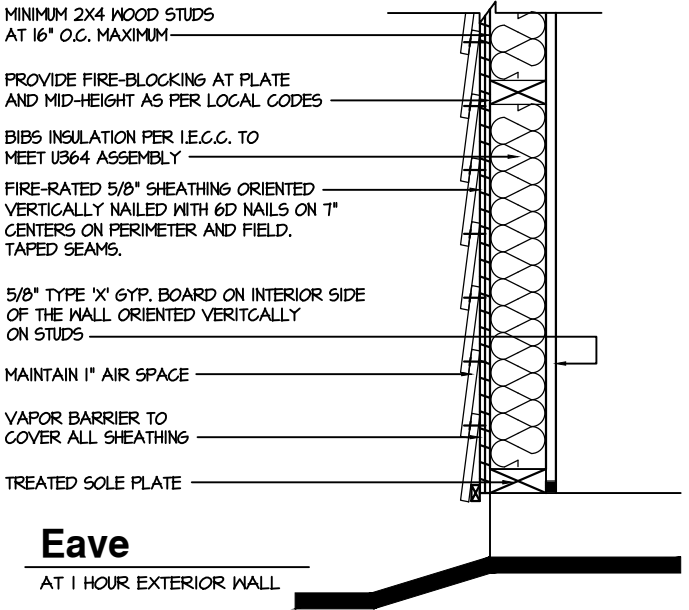 MINIMUM 2X4 WOOD STUDS
AT 16" O.C. MAXIMUM
PROVIDE FIRE-BLOCKING AT PLATE
AND MID-HEIGHT AS PER LOCAL CODES
BIBS INSULATION PER I.E.C.C. TO
MEET U364 ASSEMBLY
FIRE-RATED 5/8" SHEATHING ORIENTED
VERTICALLY NAILED WITH 6D NAILS ON 7"
CENTERS ON PERIMETER AND FIELD.
TAPED SEAMS.
5/8" TYPE 'X' GYP. BOARD ON INTERIOR SIDE
OF THE WALL ORIENTED VERITCALLY
ON STUDS
MAINTAIN 1" AIR SPACE
VAPOR BARRIER TO
COVER ALL SHEATHING
TREATED SOLE PLATE
Eave
AT 1 HOUR EXTERIOR WALL